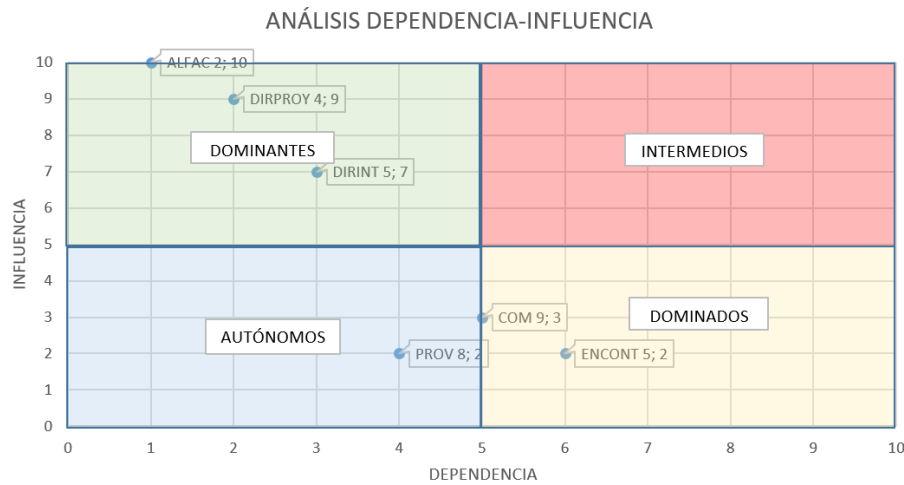 ANÁLISIS DEPENDENCIA-INFLUENCIA
10
9
8
7
6
5
4
3
2
1
0
INFLUENCIA
ALFAC 2; 10
DIRPROY 4; 9
DOMINANTES
INTERMEDIOS
DIRINT 5; 7
COM 9; 3
DOMINADOS
AUTÓNOMOS
PROV 8; 2
ENCONT 5; 2
0 1 2 3 4 5 6 7 8 9 10
DEPENDENCIA